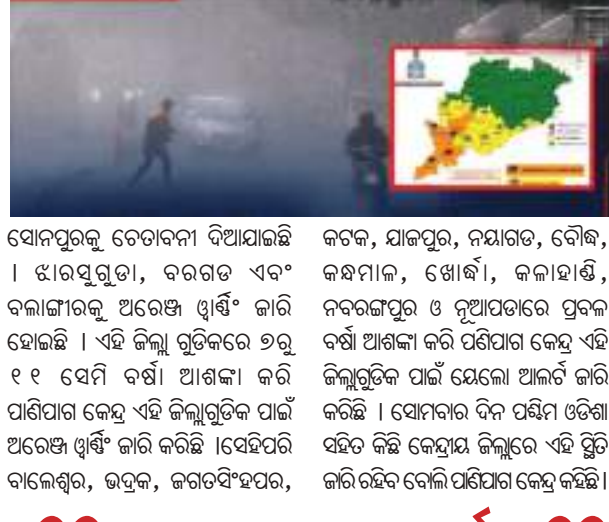 ସୋନପୁରକୁ ଚେତାବନୀ ଦିଆଯାଇଛି
। ଝାରସୁଗୁଡା, ବରଗଡ ଏବଂ
ବଲାଙ୍ଗୀରକୁ ଅରେଞ୍ଜ ୱାର୍ଣ୍ଣିଂ ଜାରି
ହୋଇଛି । ଏହି ଜିଲ୍ଲା ଗୁଡିକରେ ୭ରୁ
୧୧ ସେମି ବର୍ଷା ଆଶଙ୍କା କରି
ପାଣିପାଗ କେନ୍ଦ୍ର ଏହି ଜିଲ୍ଲାଗୁଡିକ ପାଇଁ
ଅରେଞ୍ଜ ୱାର୍ଣ୍ଣିଂ ଜାରି କରିଛି ।ସେହିପରି
ବାଲେଶ୍ୱର, ଭଦ୍ରକ, ଜଗତସିଂହପର,
କଟକ, ଯାଜପୁର, ନୟାଗଡ, ବୌଦ୍ଧ,
କନ୍ଧମାଳ, ଖୋର୍ଦ୍ଧା, କଳାହାଣ୍ଡି,
ନବରଙ୍ଗପୁର ଓ ନୂଆପଡାରେ ପ୍ରବଳ
ବର୍ଷା ଆଶଙ୍କା କରି ପଣିପାଗ କେନ୍ଦ୍ର ଏହି
ଜିଲ୍ଲାଗୁଡିକ ପାଇଁ ୟେଲୋ ଆଲର୍ଟ ଜାରି
କରିଛି । ସୋମବାର ଦିନ ପଶ୍ଚିମ ଓଡିଶା
ସହିତ କିଛି କେନ୍ଦ୍ରୀୟ ଜିଲ୍ଲାରେ ଏହି ସ୍ଥିତି
ଜାରି ରହିବ ବୋଲି ପାଣିପାଗ କେନ୍ଦ୍ର କହିଛି।